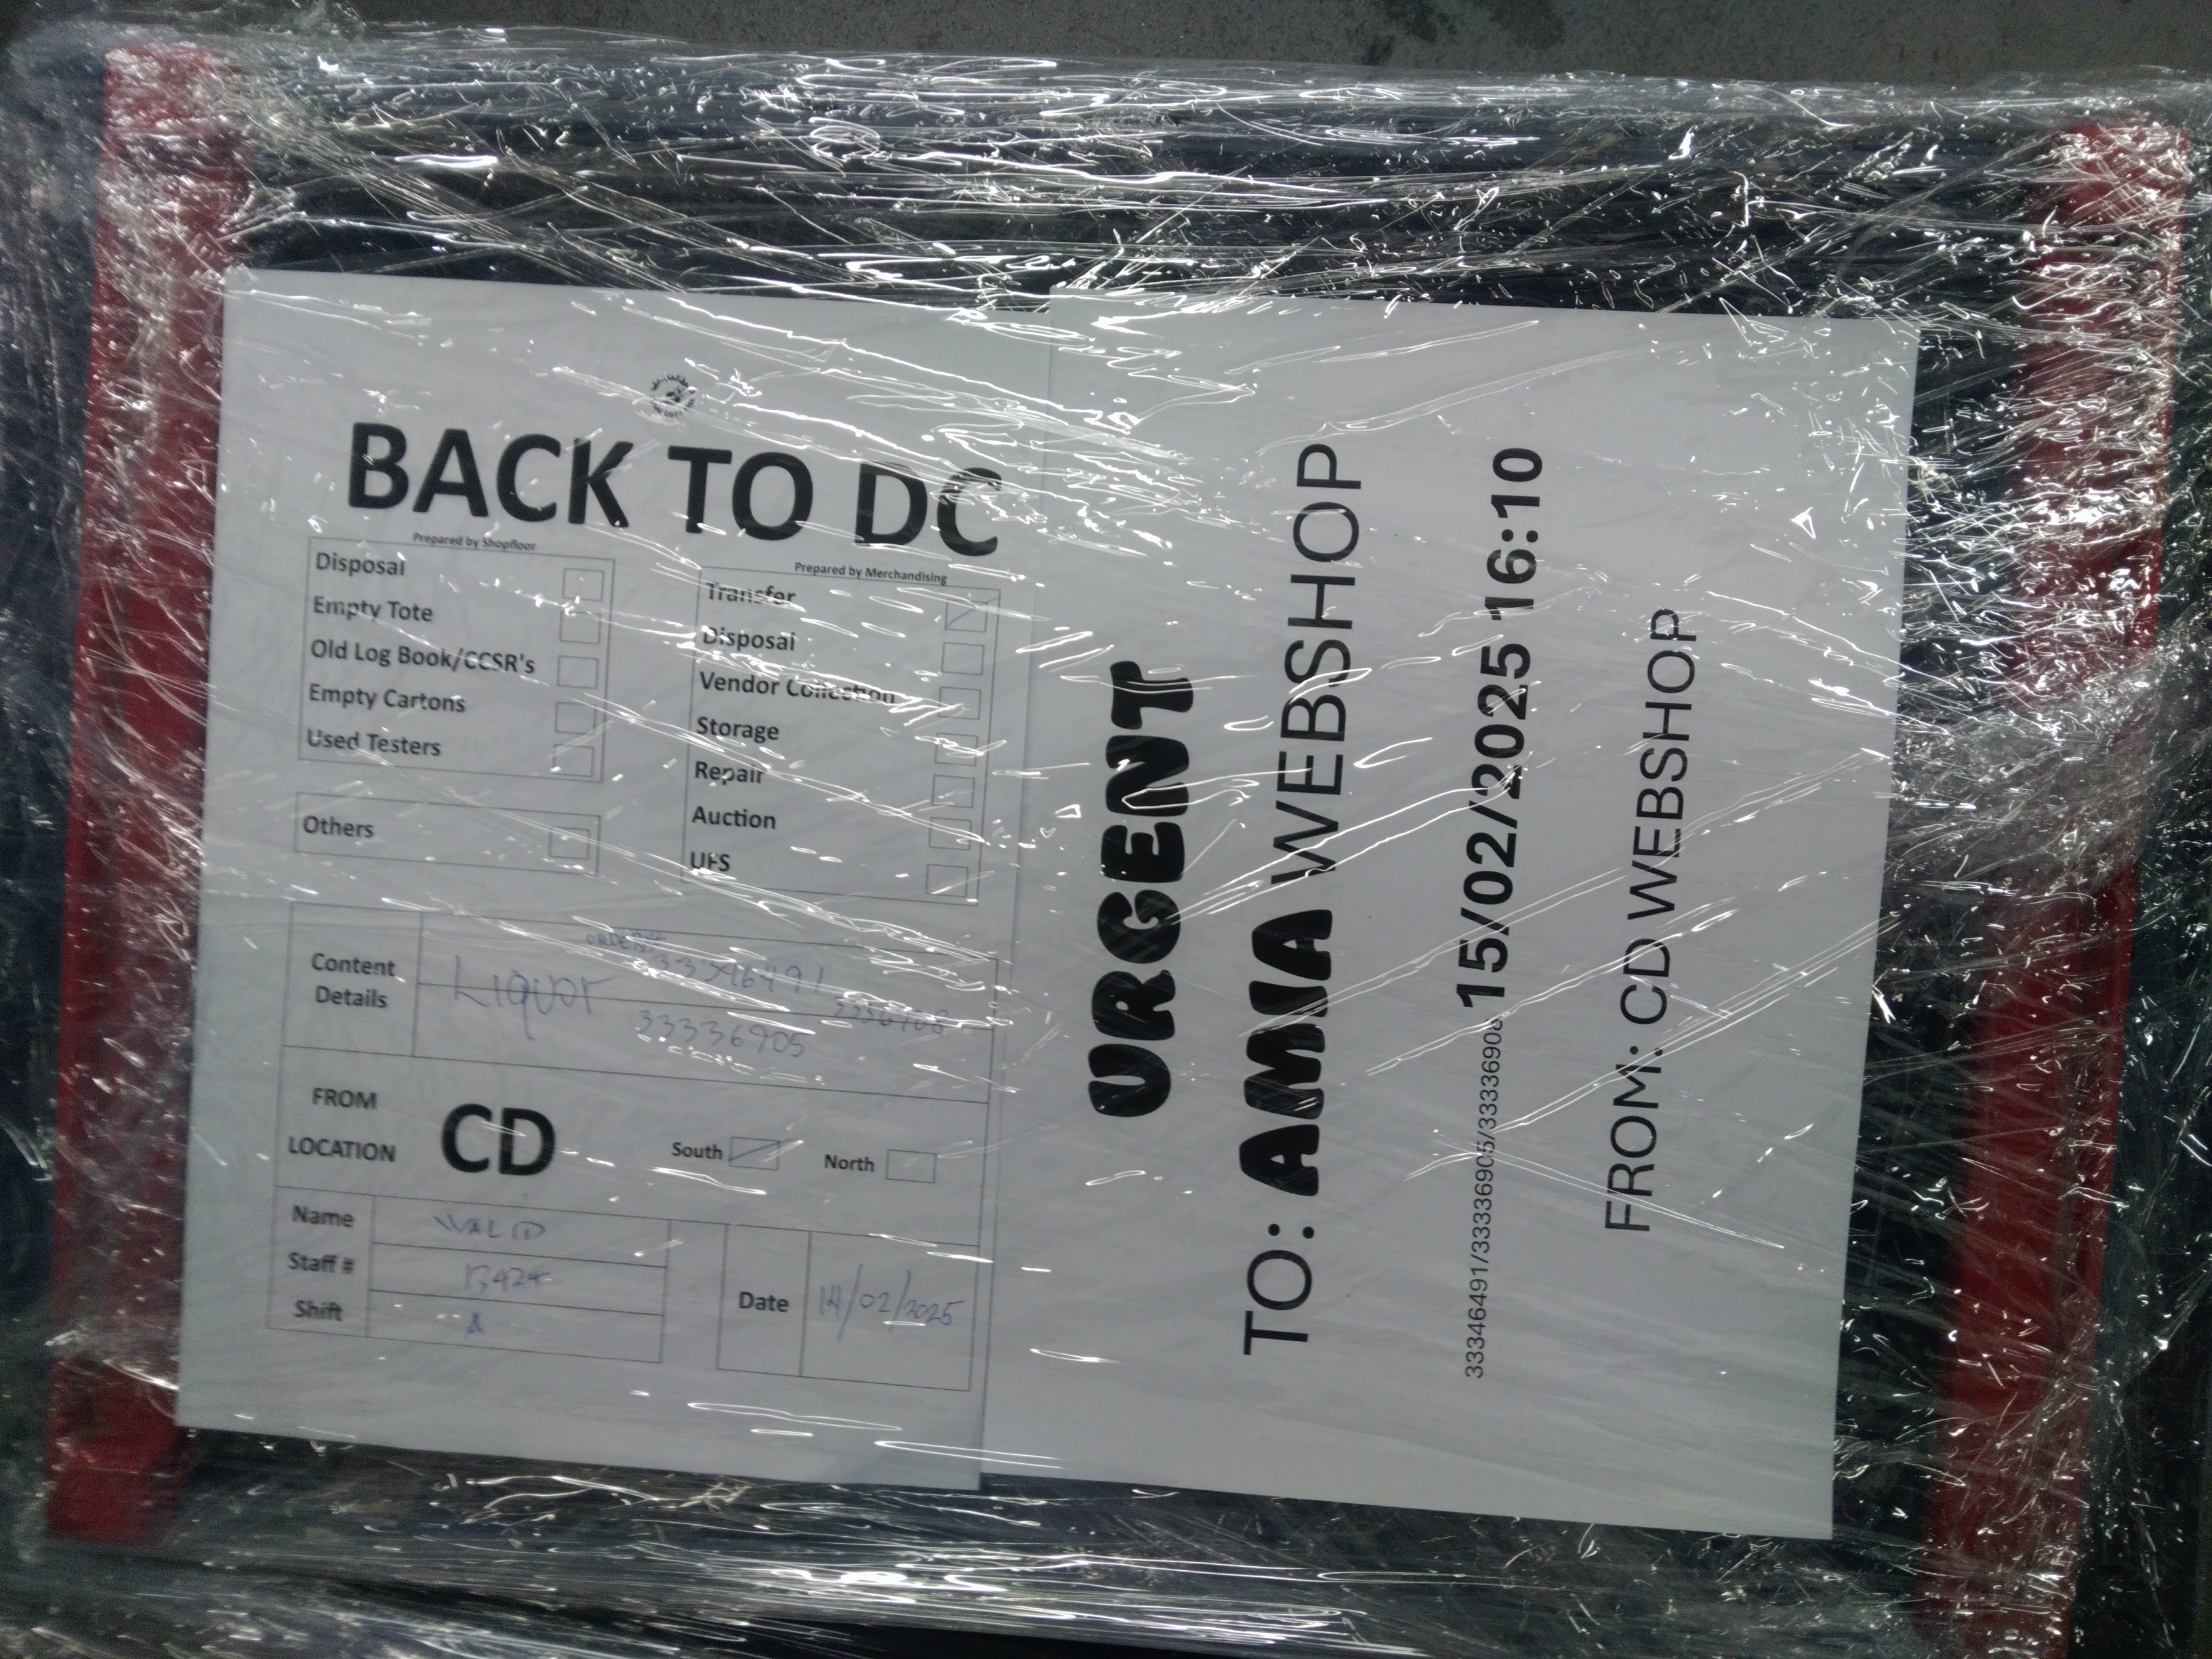 BACK TO DC
Prepared by Shopfloor
Disposal
Empty Tote
Old Log Book/CCSR's
Empty Cartons
Used Testers
Others
Prepared by Merchandising
Transfer
Disposal
Vendor Collection
Storage
Repair
Auction
UFS
Content Details
Liquor
ORDER#
33346491
33336905
FROM
LOCATION
CD
South
North
Name WALID
Staff #
Shift A
Date 14/02/2025
URGENT
TO: AMIA WEBSHOP
33346491/33336905/33336908 15/02/2025 16:10
FROM: CD WEBSHOP